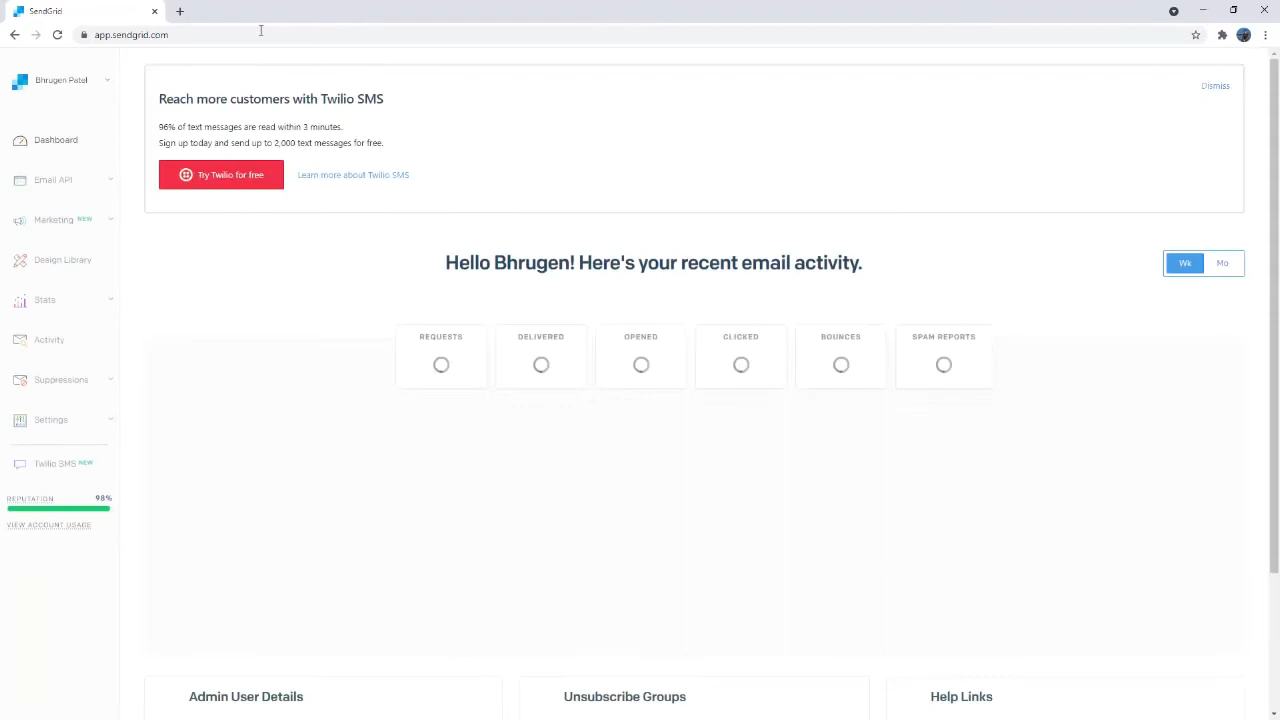 SendGrid
app.sendgrid.com
Bhrugen Patel
Dashboard
Email API
Marketing NEW
Design Library
Stats
Activity
Suppressions
Settings
Twilio SMS NEW
REPUTATION 98%
VIEW ACCOUNT USAGE
Reach more customers with Twilio SMS
Dismiss
96% of text messages are read within 3 minutes.
Sign up today and send up to 2,000 text messages for free.
Try Twilio for free
Learn more about Twilio SMS
Hello Bhrugen! Here's your recent email activity.
Wk Mo
REQUESTS DELIVERED OPENED CLICKED BOUNCES SPAM REPORTS
Admin User Details Unsubscribe Groups Help Links